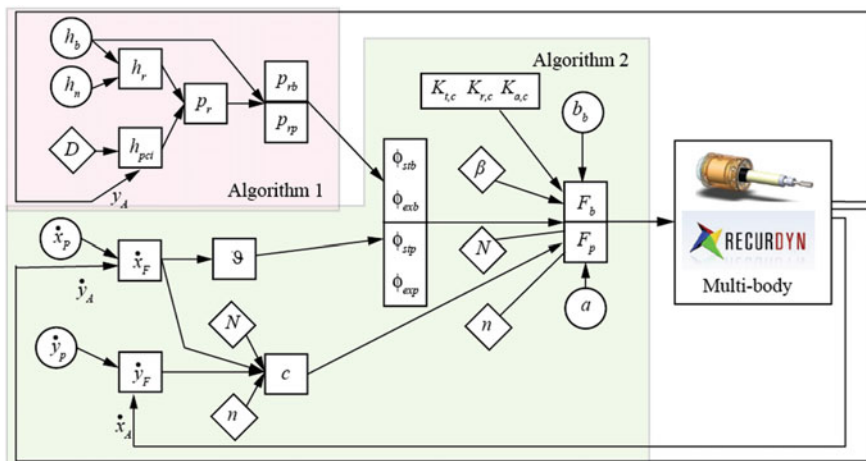 h_b
h_n
h_r
p_r
p_rb
p_rp
D
h_pci
y_A
Algorithm 1
Algorithm 2
K_t,c K_r,c K_a,c
b_b
β
ϕ_stb
ϕ_exb
ϕ_stp
ϕ_exp
F_b
F_p
N
n
a
ẋ_P
ẋ_F
ϑ
ẏ_A
N
ẏ_p
ẏ_F
c
n
ẋ_A
RECURDYN
Multi-body